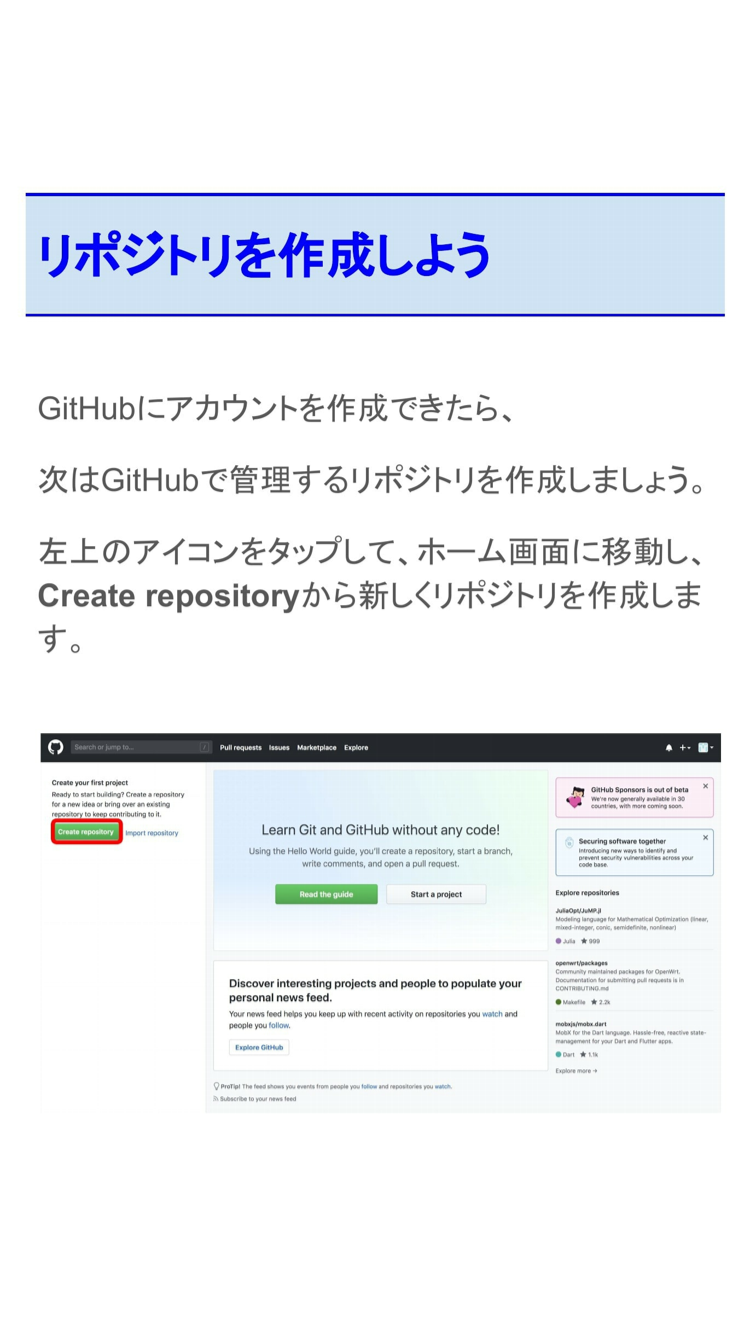 リポジトリを作成しよう
GitHubにアカウントを作成できたら、
次はGitHubで管理するリポジトリを作成しましょう。
左上のアイコンをタップして、ホーム画面に移動し、
Create repositoryから新しくリポジトリを作成しま
す。
Search or jump to... /
Pull requests Issues Marketplace Explore
Create your first project
Ready to start building? Create a repository
for a new idea or bring over an existing
repository to keep contributing to it.
Create repository Import repository
Learn Git and GitHub without any code!
Using the Hello World guide, you'll create a repository, start a branch,
write comments, and open a pull request.
Read the guide Start a project
Discover interesting projects and people to populate your
personal news feed.
Your news feed helps you keep up with recent activity on repositories you watch and
people you follow.
Explore GitHub
ProTip! The feed shows you events from people you follow and repositories you watch.
Subscribe to your news feed
GitHub Sponsors is out of beta
We're now generally available in 30
countries, with more coming soon.
Securing software together
Introducing new ways to identify and
prevent security vulnerabilities across your
code base.
Explore repositories
JuliaOpt/JuMP.jl
Modeling language for Mathematical Optimization (linear,
mixed-integer, conic, semidefinite, nonlinear)
Julia ★ 999
openwrt/packages
Community maintained packages for OpenWrt.
Documentation for submitting pull requests is in
CONTRIBUTING.md
Makefile ★ 2.2k
mobxjs/mobx.dart
MobX for the Dart language. Hassle-free, reactive state-
management for your Dart and Flutter apps.
Dart ★ 1.1k
Explore more →